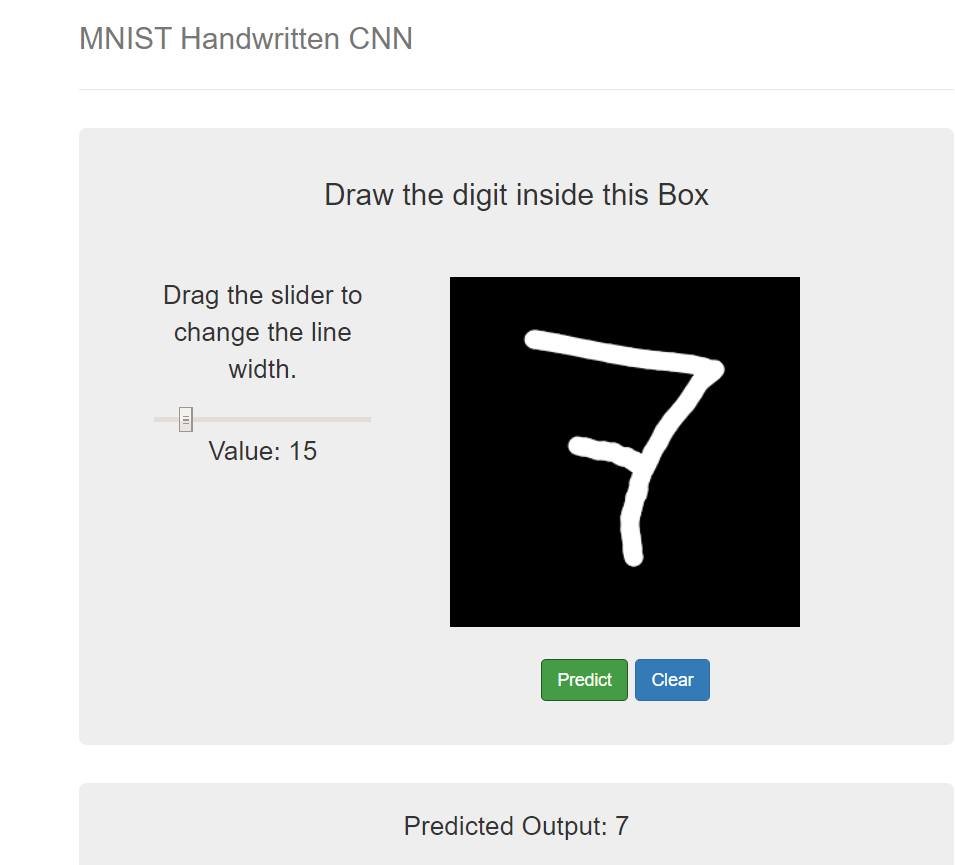 MNIST Handwritten CNN
Draw the digit inside this Box
Drag the slider to
change the line
width.
Value: 15
7
Predict Clear
Predicted Output: 7